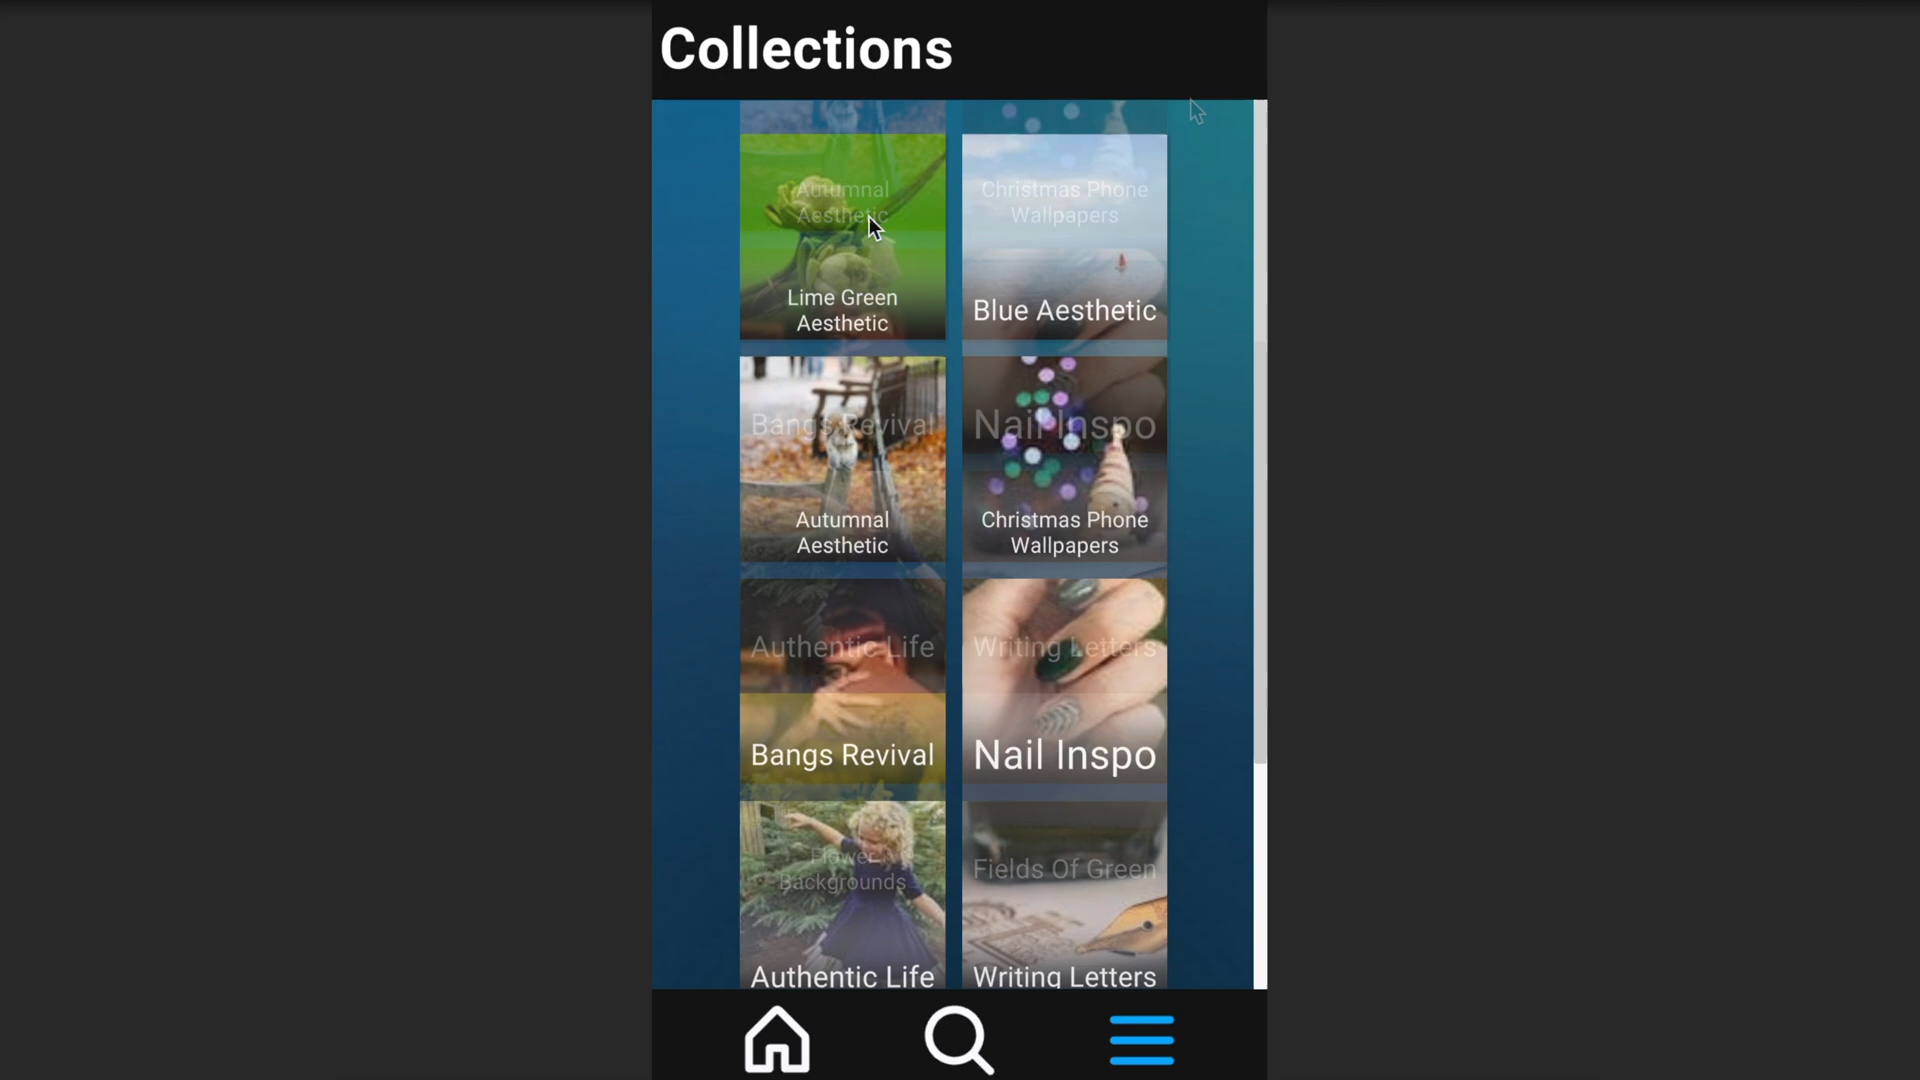 Collections
Autumnal
Aesthetic
Christmas Phone
Wallpapers
Lime Green
Aesthetic
Blue Aesthetic
Bangs Revival
Nail Inspo
Autumnal
Aesthetic
Christmas Phone
Wallpapers
Authentic Life
Writing Letters
Bangs Revival
Nail Inspo
Flower
Backgrounds
Fields Of Green
Authentic Life
Writing Letters